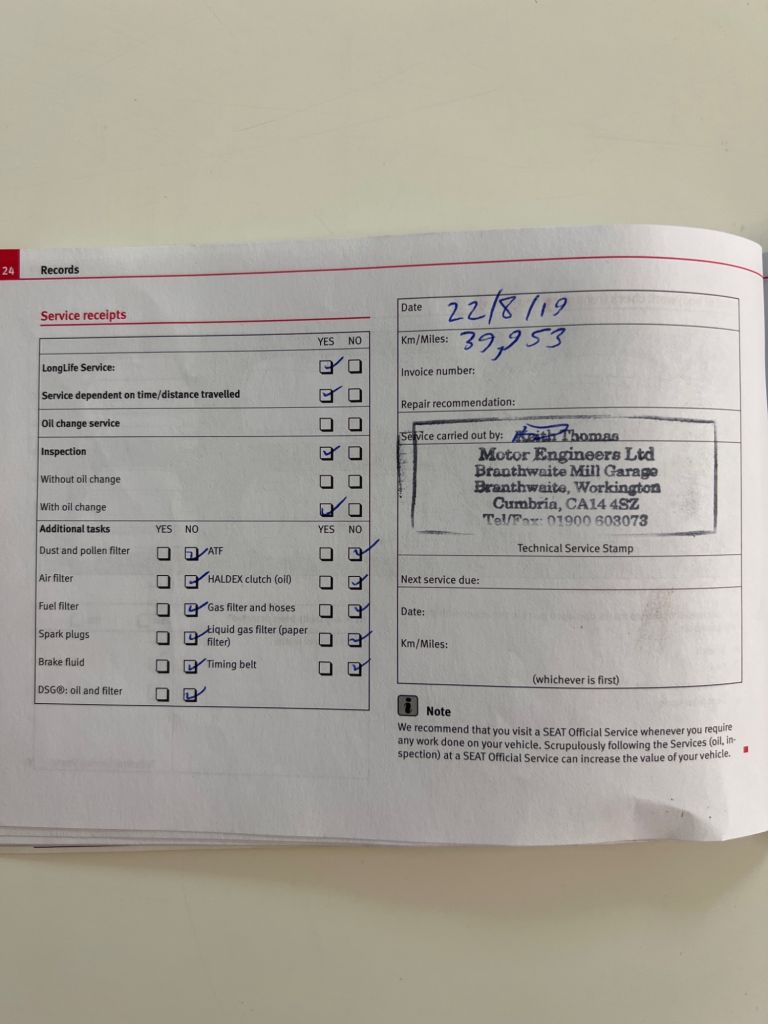 24 Records
Service receipts
YES NO
LongLife Service:
Service dependent on time/distance travelled
Oil change service
Inspection
Without oil change
With oil change
Additional tasks YES NO YES NO
Dust and pollen filter ATF
Air filter HALDEX clutch (oil)
Fuel filter Gas filter and hoses
Spark plugs Liquid gas filter (paper
filter)
Brake fluid Timing belt
DSG®: oil and filter
Date 22/8/19
Km/Miles: 39,953
Invoice number:
Repair recommendation:
Service carried out by: Keith Thomas
Motor Engineers Ltd
Branthwaite Mill Garage
Branthwaite, Workington
Cumbria, CA14 4SZ
Tel/Fax: 01900 603073
Technical Service Stamp
Next service due:
Date:
Km/Miles:
(whichever is first)
i Note
We recommend that you visit a SEAT Official Service whenever you require
any work done on your vehicle. Scrupulously following the Services (oil, in-
spection) at a SEAT Official Service can increase the value of your vehicle.